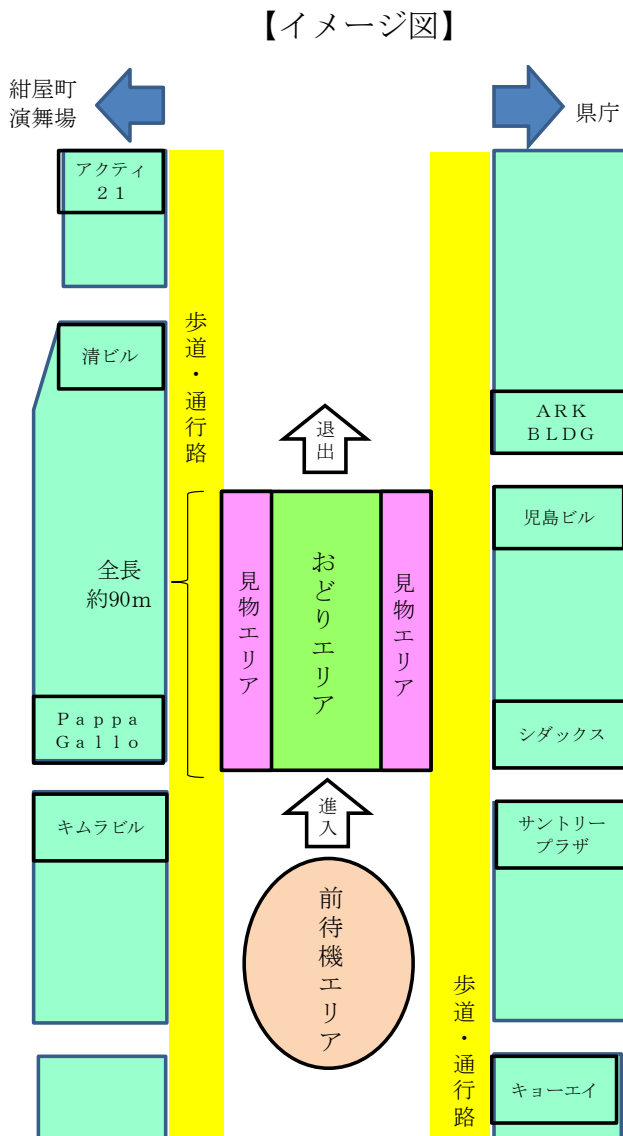 【イメージ図】
紺屋町
演舞場
県庁
アクティ
２１
歩道・通行路
清ビル
ＡＲＫ
ＢＬＤＧ
退出
児島ビル
全長
約90m
見物エリア
おどりエリア
見物エリア
Ｐａｐｐａ
Ｇａｌｌｏ
シダックス
進入
キムラビル
サントリー
プラザ
前待機エリア
歩道・通行路
キョーエイ